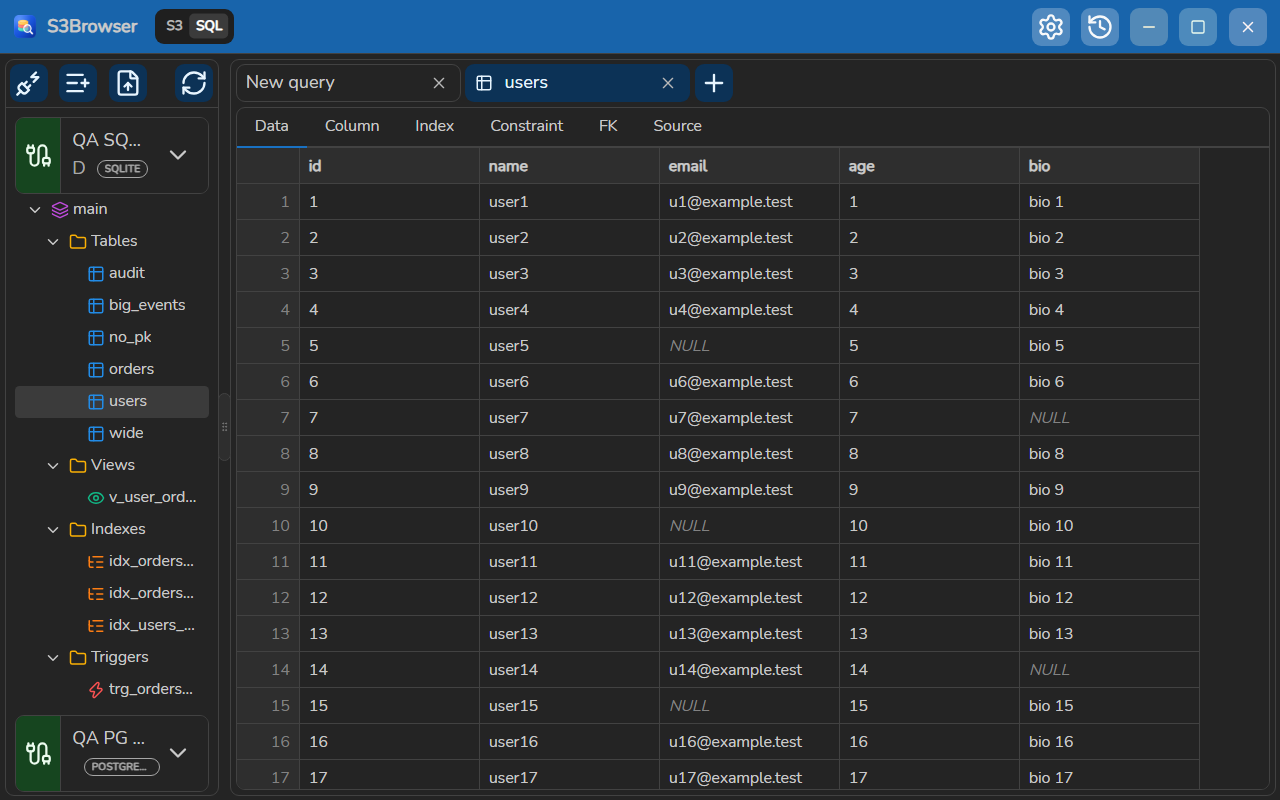 S3Browser S3 SQL
New query users
QA SQ...
D SQLITE
main
Tables
audit
big_events
no_pk
orders
users
wide
Views
v_user_ord...
Indexes
idx_orders...
idx_orders...
idx_users_...
Triggers
trg_orders...
QA PG ...
POSTGRE...
Data Column Index Constraint FK Source
id name email age bio
1 1 user1 u1@example.test 1 bio 1
2 2 user2 u2@example.test 2 bio 2
3 3 user3 u3@example.test 3 bio 3
4 4 user4 u4@example.test 4 bio 4
5 5 user5 NULL 5 bio 5
6 6 user6 u6@example.test 6 bio 6
7 7 user7 u7@example.test 7 NULL
8 8 user8 u8@example.test 8 bio 8
9 9 user9 u9@example.test 9 bio 9
10 10 user10 NULL 10 bio 10
11 11 user11 u11@example.test 11 bio 11
12 12 user12 u12@example.test 12 bio 12
13 13 user13 u13@example.test 13 bio 13
14 14 user14 u14@example.test 14 NULL
15 15 user15 NULL 15 bio 15
16 16 user16 u16@example.test 16 bio 16
17 17 user17 u17@example.test 17 bio 17